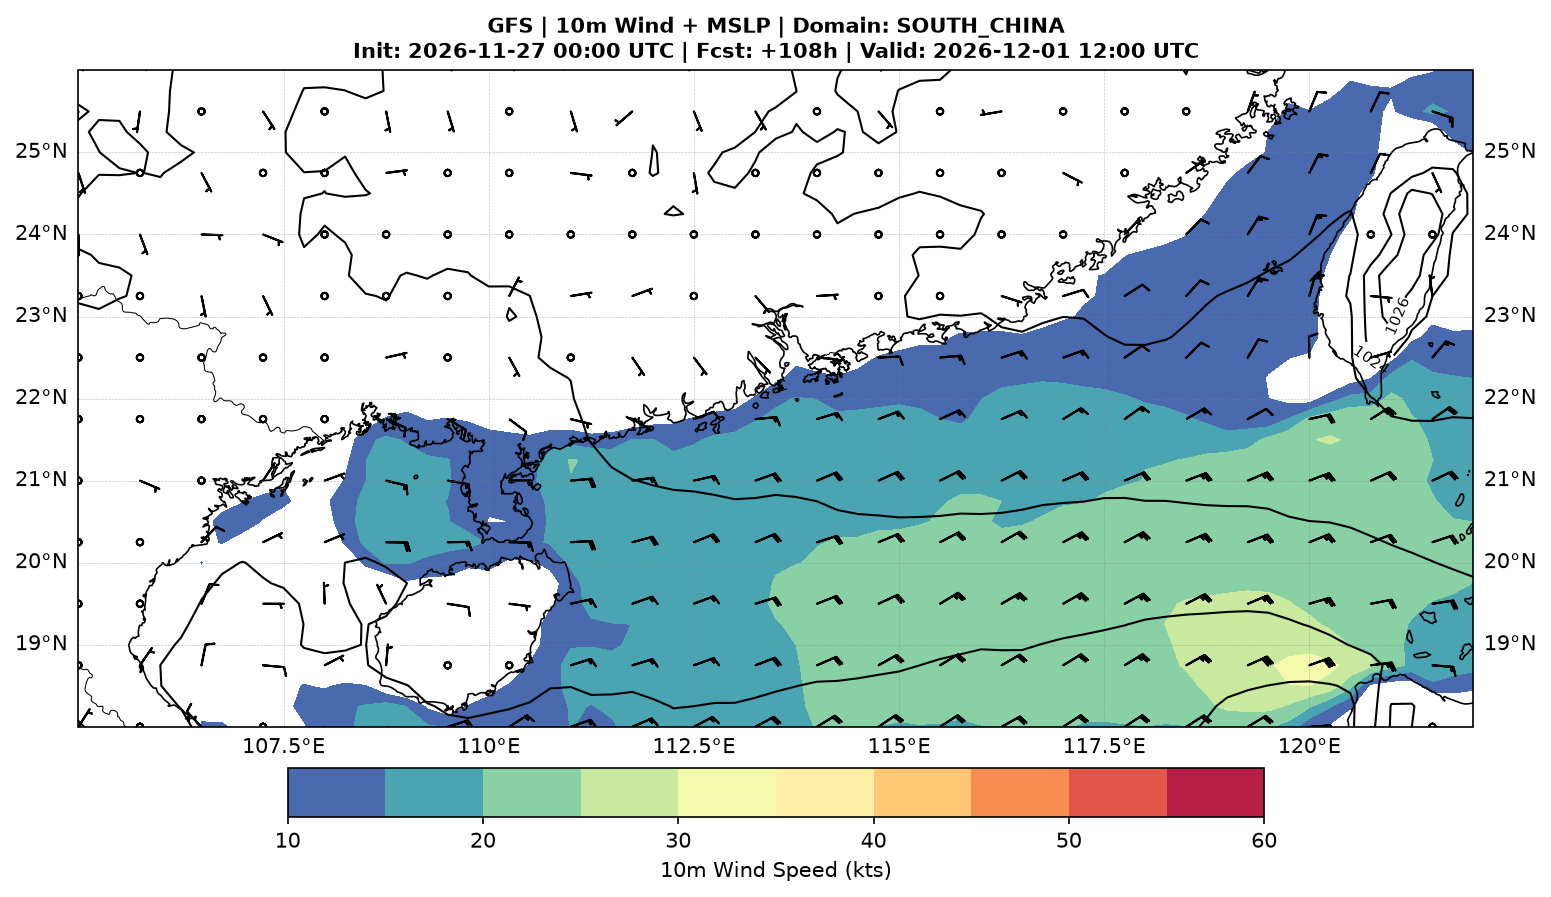 GFS | 10m Wind + MSLP | Domain: SOUTH_CHINA
Init: 2026-11-27 00:00 UTC | Fcst: +108h | Valid: 2026-12-01 12:00 UTC
25°N 25°N
24°N 24°N
23°N 23°N
22°N 22°N
21°N 21°N
20°N 20°N
19°N 19°N
1026
107.5°E 110°E 112.5°E 115°E 117.5°E 120°E
10 20 30 40 50 60
10m Wind Speed (kts)